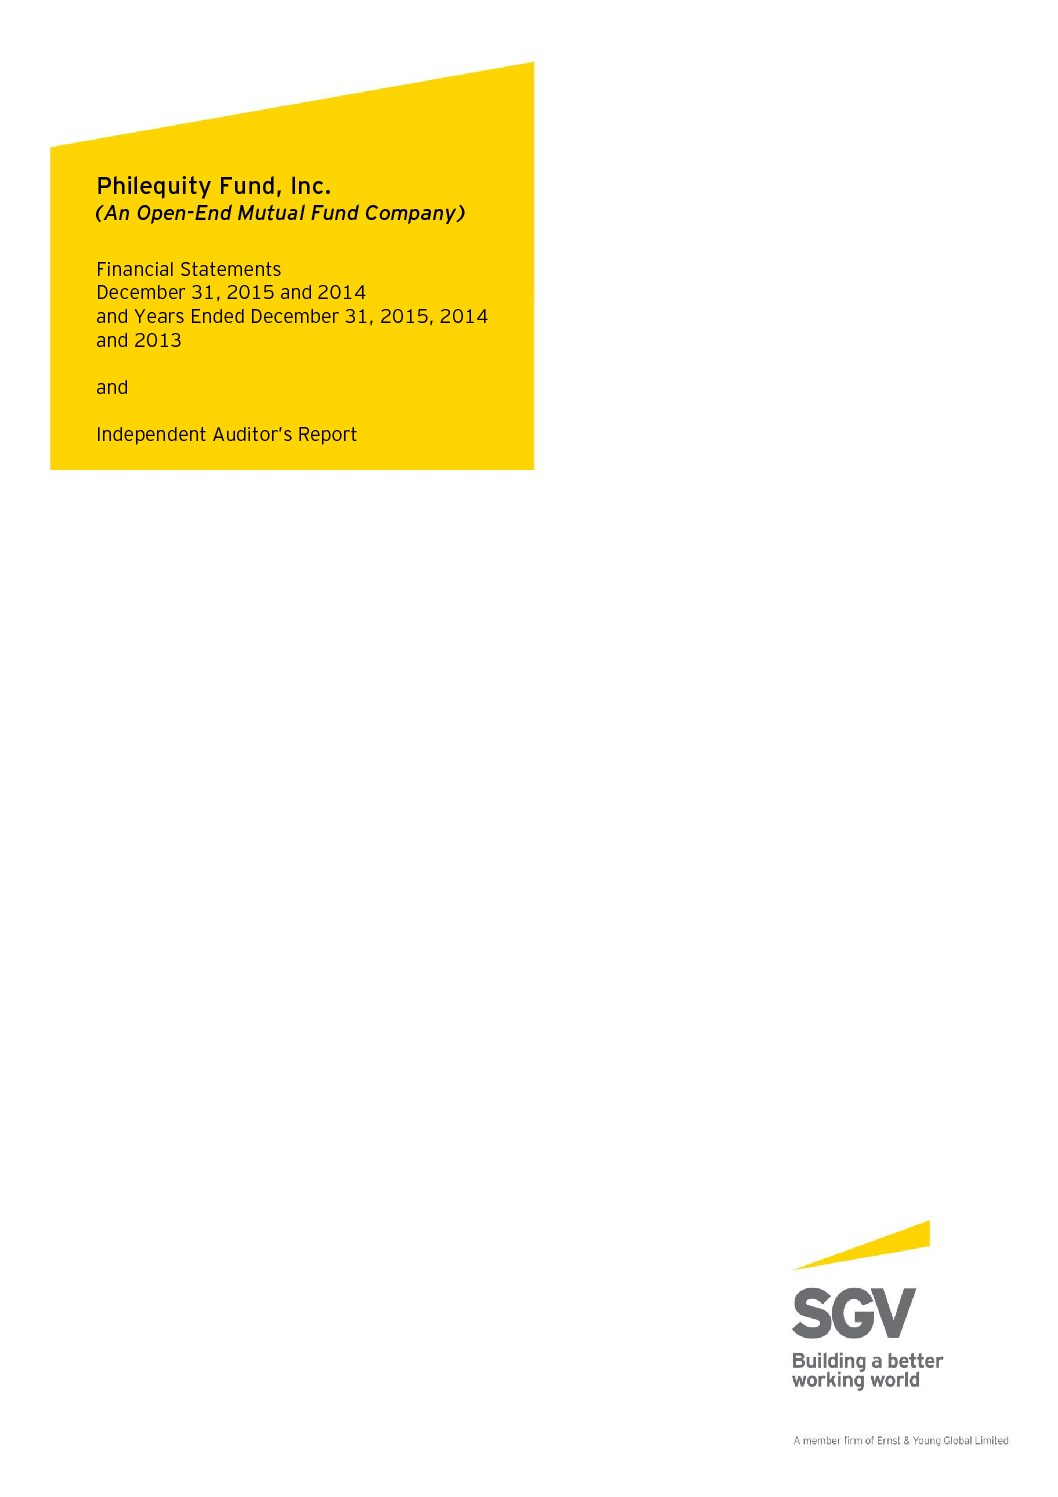 Philequity Fund, Inc.
(An Open-End Mutual Fund Company)
Financial Statements
December 31, 2015 and 2014
and Years Ended December 31, 2015, 2014
and 2013
and
Independent Auditor’s Report
SGV
Building a better
working world
A member firm of Ernst & Young Global Limited